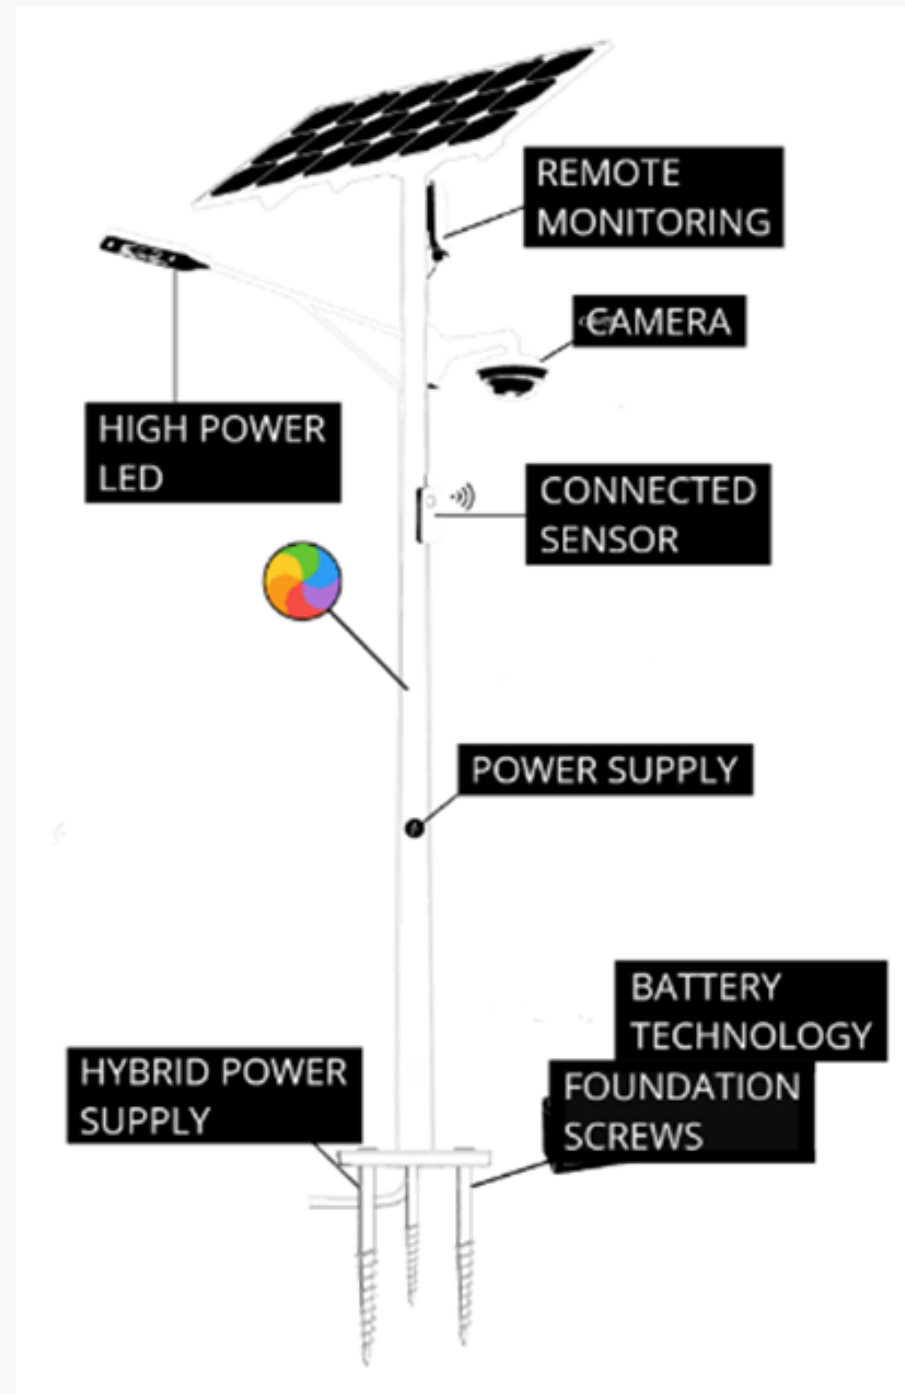 REMOTE
MONITORING
CAMERA
HIGH POWER
LED
CONNECTED
SENSOR
POWER SUPPLY
BATTERY
TECHNOLOGY
HYBRID POWER
SUPPLY
FOUNDATION
SCREWS